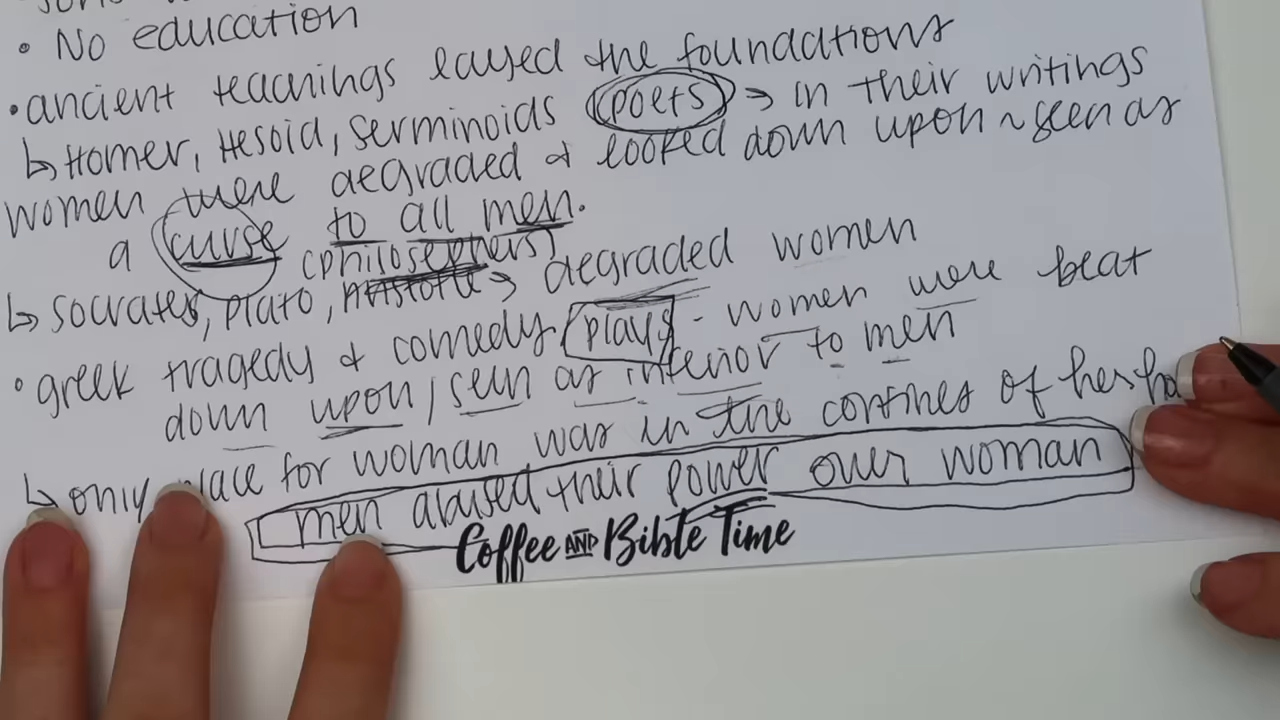 • No education
• ancient teachings layed the foundations
↳ Homer, Hesoid, Serminoids (poets) → in their writings
women were degraded & looked down upon ~ seen as
a curse to all men.
(philosophers)
↳ Socrates, Plato, Aristotle → degraded women
• greek tragedy & comedy plays - women were beat
down upon / seen as inferior to men
↳ only place for woman was in the confines of her
men abused their power over woman
Coffee AND Bible Time